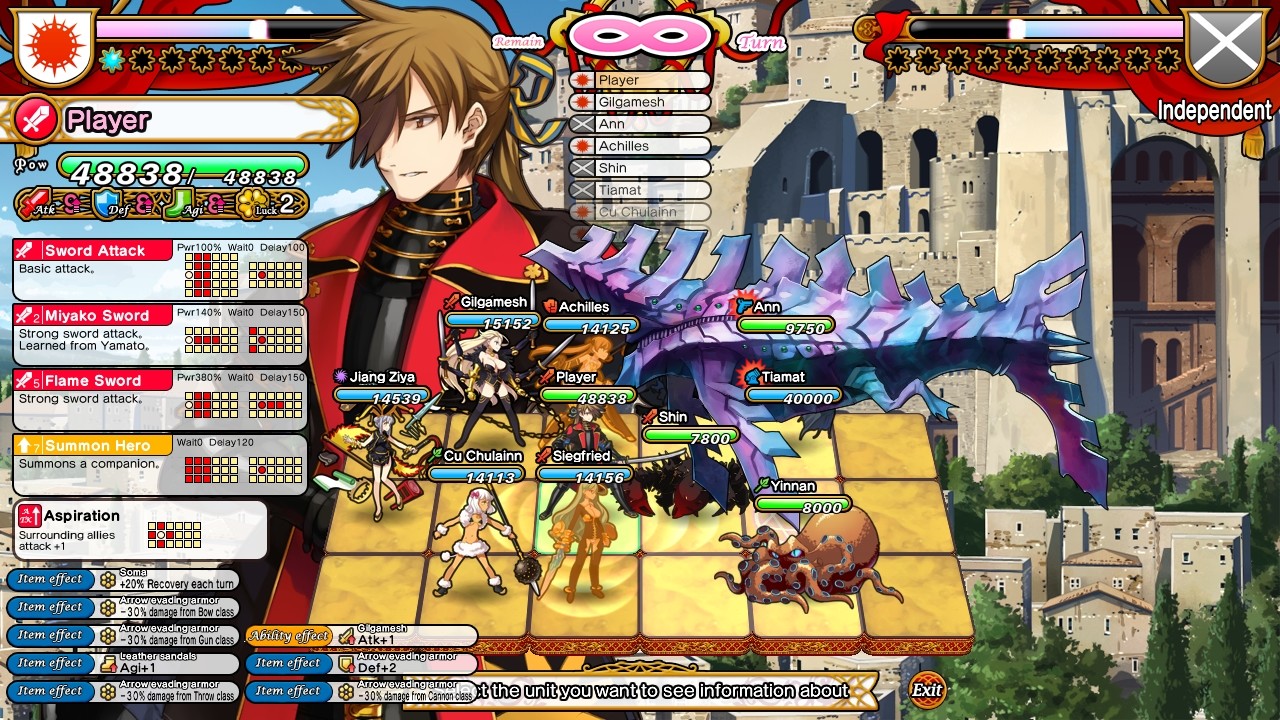 Remain
Turn
Player
Gilgamesh
Ann
Achilles
Shin
Tiamat
Cu Chulainn
Independent
Player
Pow 48838/ 48838
Atk Def Agi Luck 2
Sword Attack
Pwr100% Wait0 Delay100
Basic attack.
2 Miyako Sword
Pwr140% Wait0 Delay150
Strong sword attack.
Learned from Yamato.
5 Flame Sword
Pwr380% Wait0 Delay150
Strong sword attack.
7 Summon Hero
Wait0 Delay120
Summons a companion.
Aspiration
Surrounding allies
attack +1
Gilgamesh
15152
Achilles
14125
Ann
9750
Jiang Ziya
14539
Player
48838
Tiamat
40000
Shin
7800
Cu Chulainn
14113
Siegfried
14156
Yinnan
8000
Item effect
Soma
+20% Recovery each turn
Item effect
Arrow evading armor
-30% damage from Bow class
Item effect
Arrow evading armor
-30% damage from Gun class
Ability effect
Gilgamesh
Atk+1
Item effect
Leather sandals
Agi+1
Item effect
Arrow evading armor
Def+2
Item effect
Arrow evading armor
-30% damage from Throw class
Item effect
Arrow evading armor
-30% damage from Cannon class
ct the unit you want to see information about
Exit